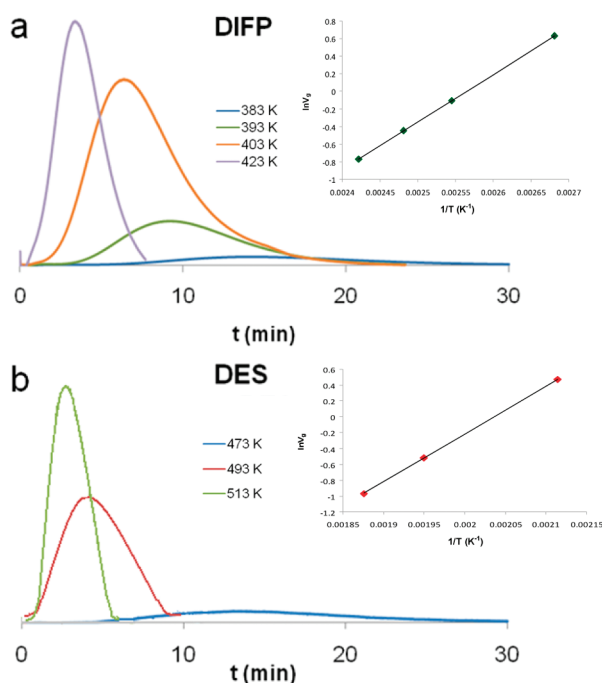 a
DIFP
383 K
393 K
403 K
423 K
0
10
20
30
t (min)
lnVg
0.8
0.6
0.4
0.2
0
-0.2
-0.4
-0.6
-0.8
-1
0.0024
0.00245
0.0025
0.00255
0.0026
0.00265
0.0027
1/T (K-1)
b
DES
473 K
493 K
513 K
0
10
20
30
t (min)
lnVg
0.6
0.4
0.2
0
-0.2
-0.4
-0.6
-0.8
-1
-1.2
0.00185
0.0019
0.00195
0.002
0.00205
0.0021
0.00215
1/T (K-1)